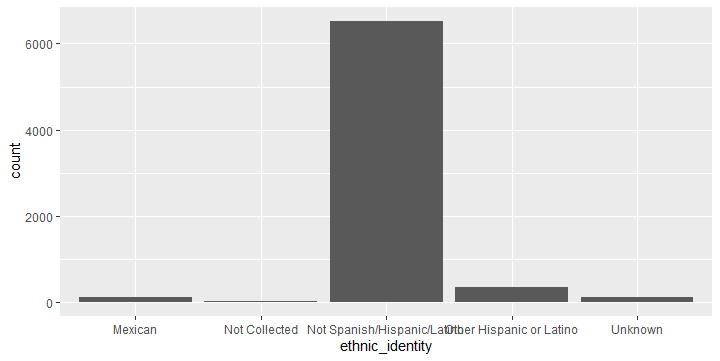 count
6000
4000
2000
0
Mexican
Not Collected
Not Spanish/Hispanic/Latino
Other Hispanic or Latino
Unknown
ethnic_identity